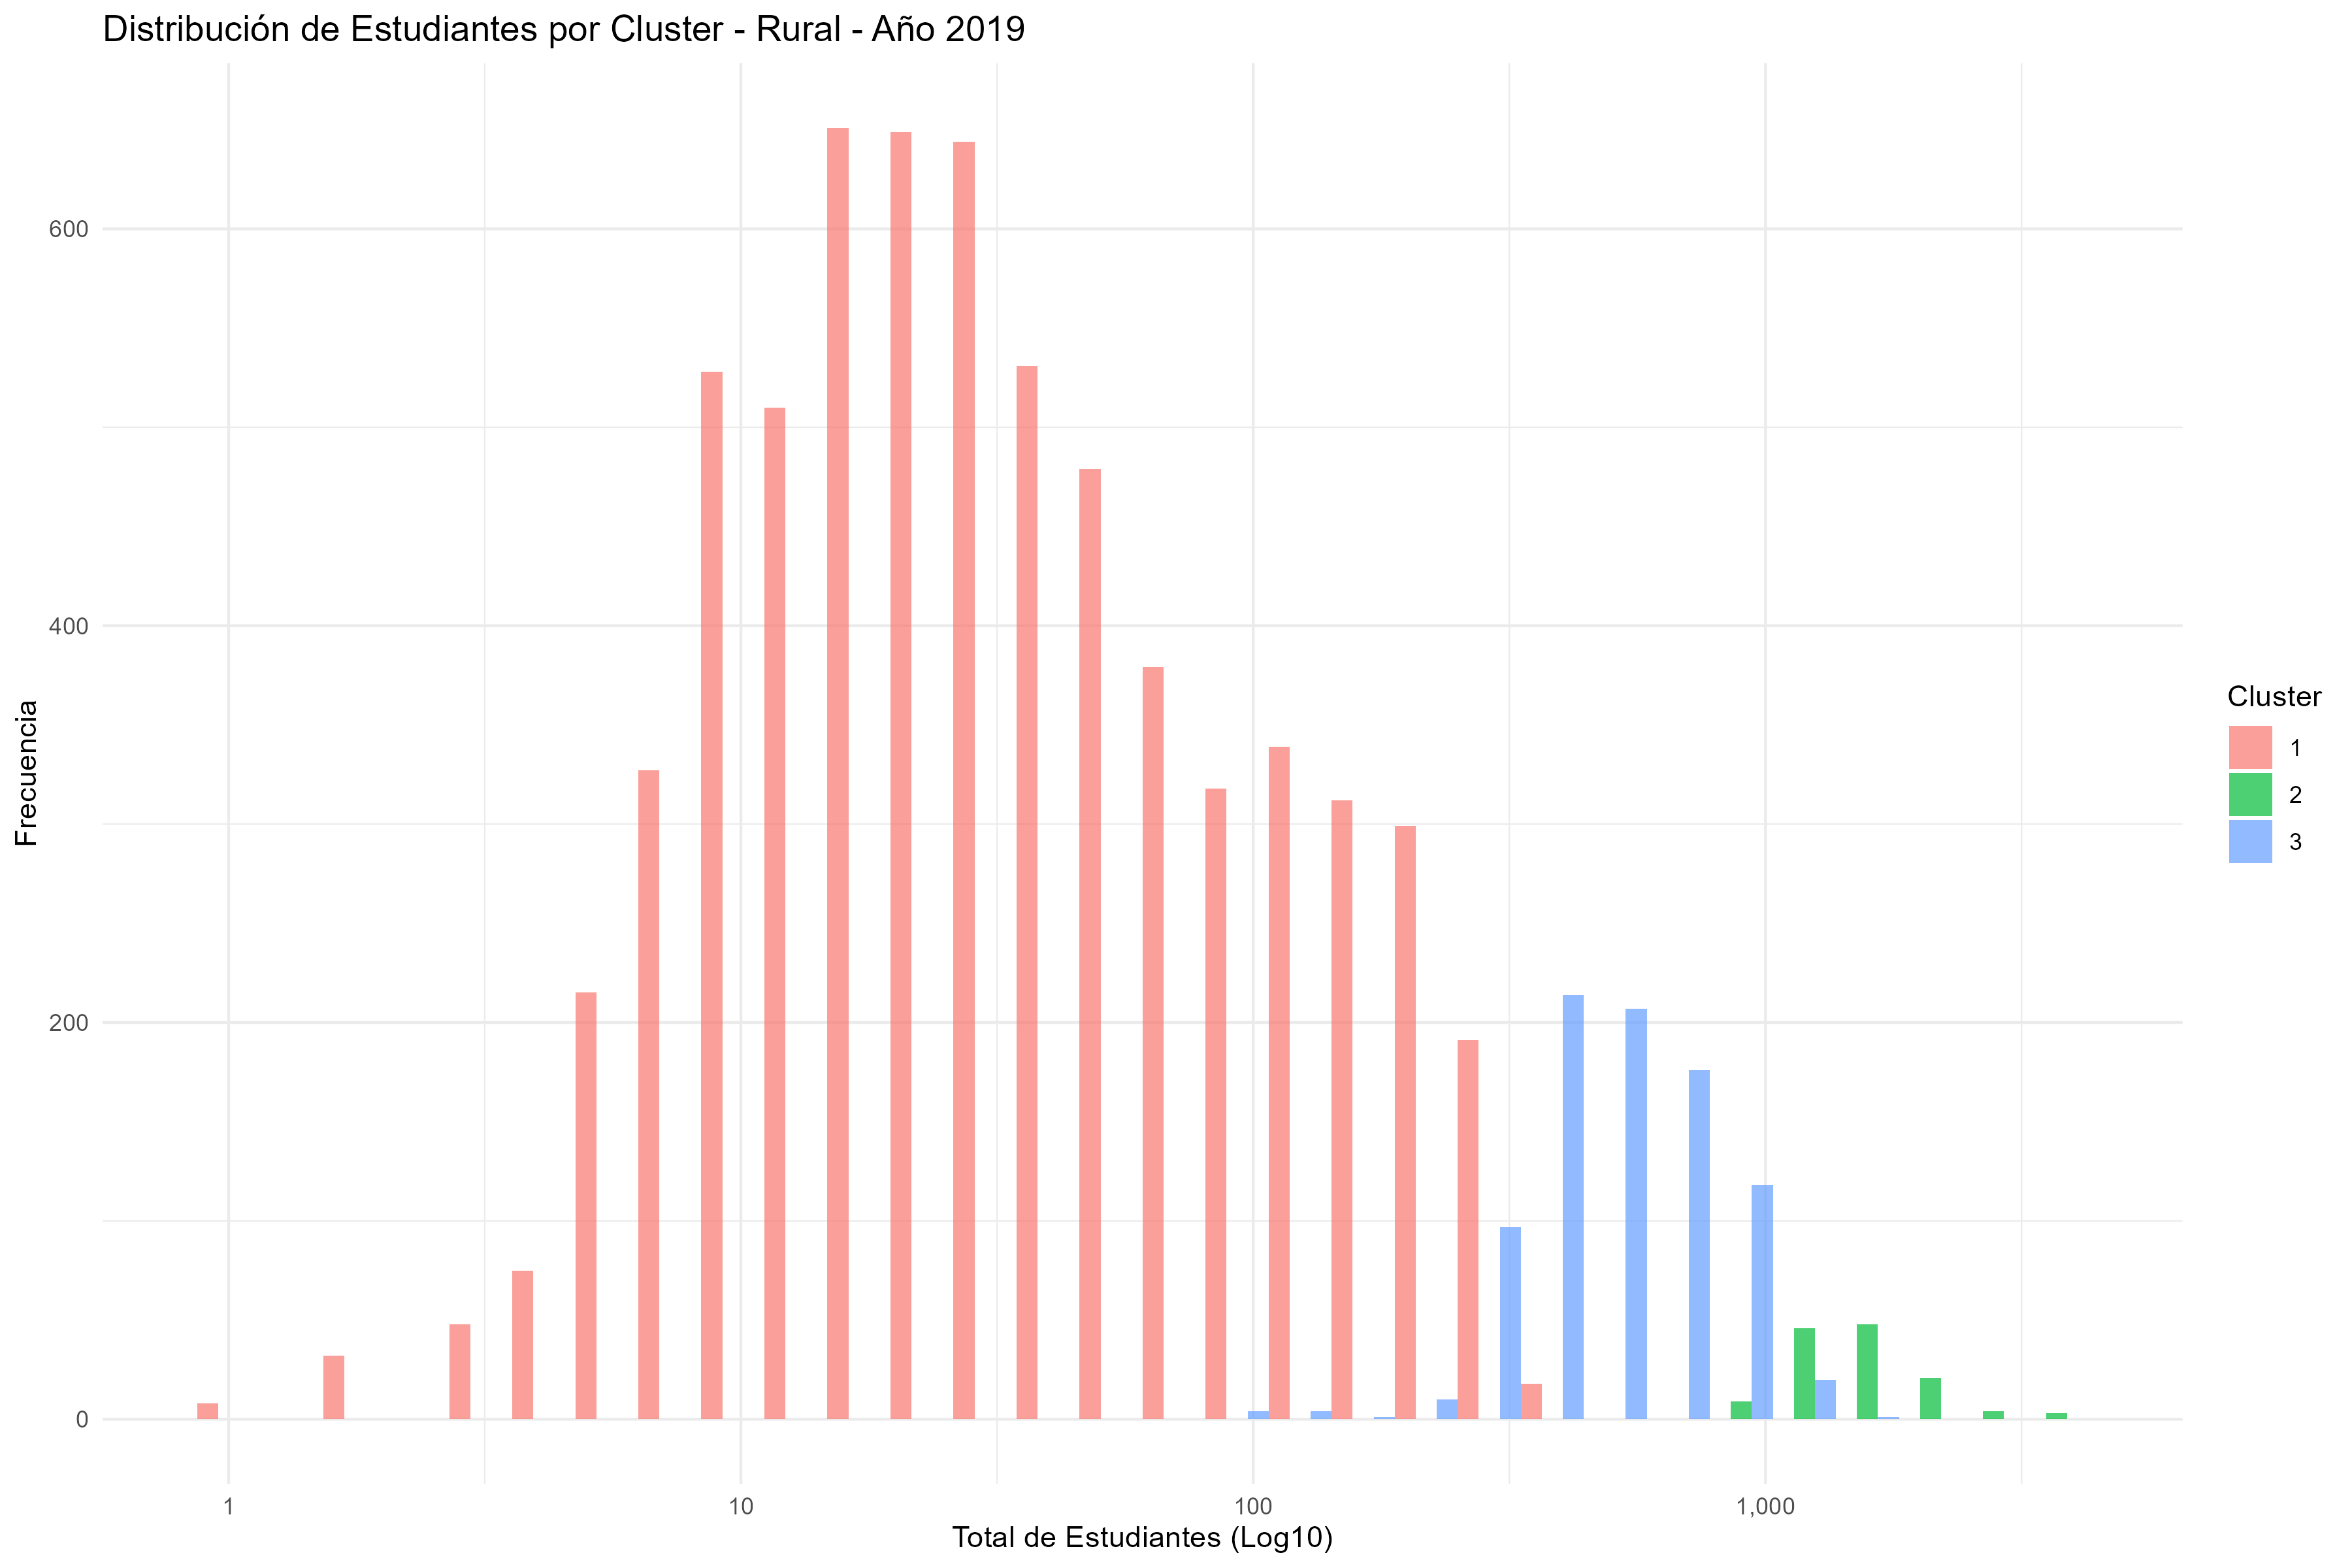 Distribución de Estudiantes por Cluster - Rural - Año 2019
Frecuencia
600
400
200
0
1
10
100
1,000
Total de Estudiantes (Log10)
Cluster
1
2
3